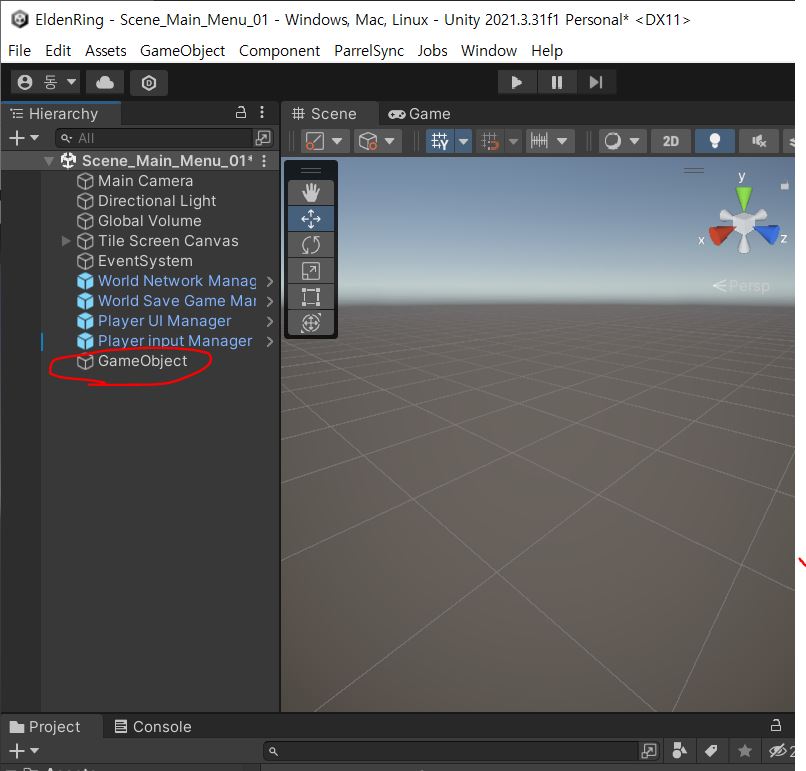 EldenRing - Scene_Main_Menu_01 - Windows, Mac, Linux - Unity 2021.3.31f1 Personal* <DX11>
File Edit Assets GameObject Component ParrelSync Jobs Window Help
동
Hierarchy
Scene Game
All
2D
Scene_Main_Menu_01*
Main Camera
Directional Light
Global Volume
Tile Screen Canvas
EventSystem
World Network Manag
World Save Game Mar
Player UI Manager
Player input Manager
GameObject
y
x z
Persp
Project Console
2